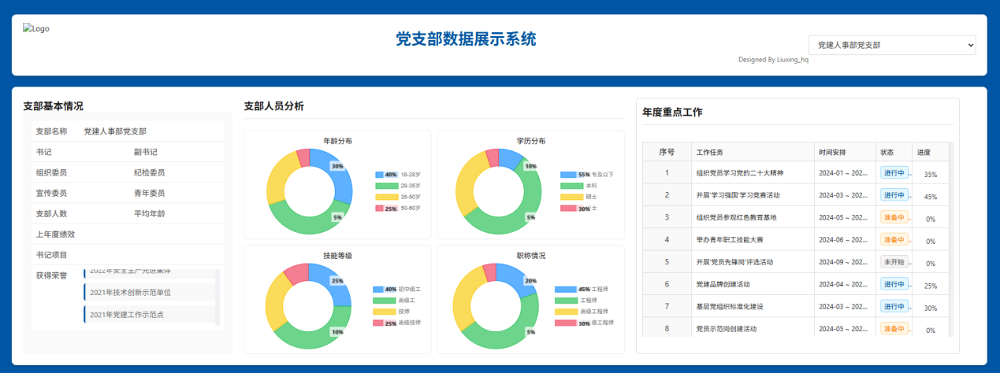 Logo
党支部数据展示系统
党建人事部党支部
Designed By Liuxing_hq
支部基本情况
支部名称 党建人事部党支部
书记 副书记
组织委员 纪检委员
宣传委员 青年委员
支部人数 平均年龄
上年度绩效
书记项目
获得荣誉
2022年安全生产先进集体
2021年技术创新示范单位
2021年党建工作示范点
支部人员分析
年龄分布
30%
5%
40% 18-28岁
28-35岁
35-50岁
25% 50-60岁
学历分布
10%
5%
55% 专及以下
本科
硕士
30% 士
技能等级
25%
10%
40% 初中级工
高级工
技师
25% 高级技师
职称情况
20%
5%
45% 工程师
工程师
高级工程师
30% 级工程师
年度重点工作
序号 工作任务 时间安排 状态 进度
1 组织党员学习党的二十大精神 2024-01 ~ 202... 进行中 .. 35%
2 开展'学习强国'学习竞赛活动 2024-03 ~ 202... 进行中 .. 45%
3 组织党员参观红色教育基地 2024-05 ~ 202... 准备中 .. 0%
4 举办青年职工技能大赛 2024-06 ~ 202... 准备中 .. 0%
5 开展'党员先锋岗'评选活动 2024-09 ~ 202... 未开始 .. 0%
6 党建品牌创建活动 2024-04 ~ 202... 进行中 .. 25%
7 基层党组织标准化建设 2024-03 ~ 202... 进行中 .. 30%
8 党员示范岗创建活动 2024-05 ~ 202... 准备中 .. 0%